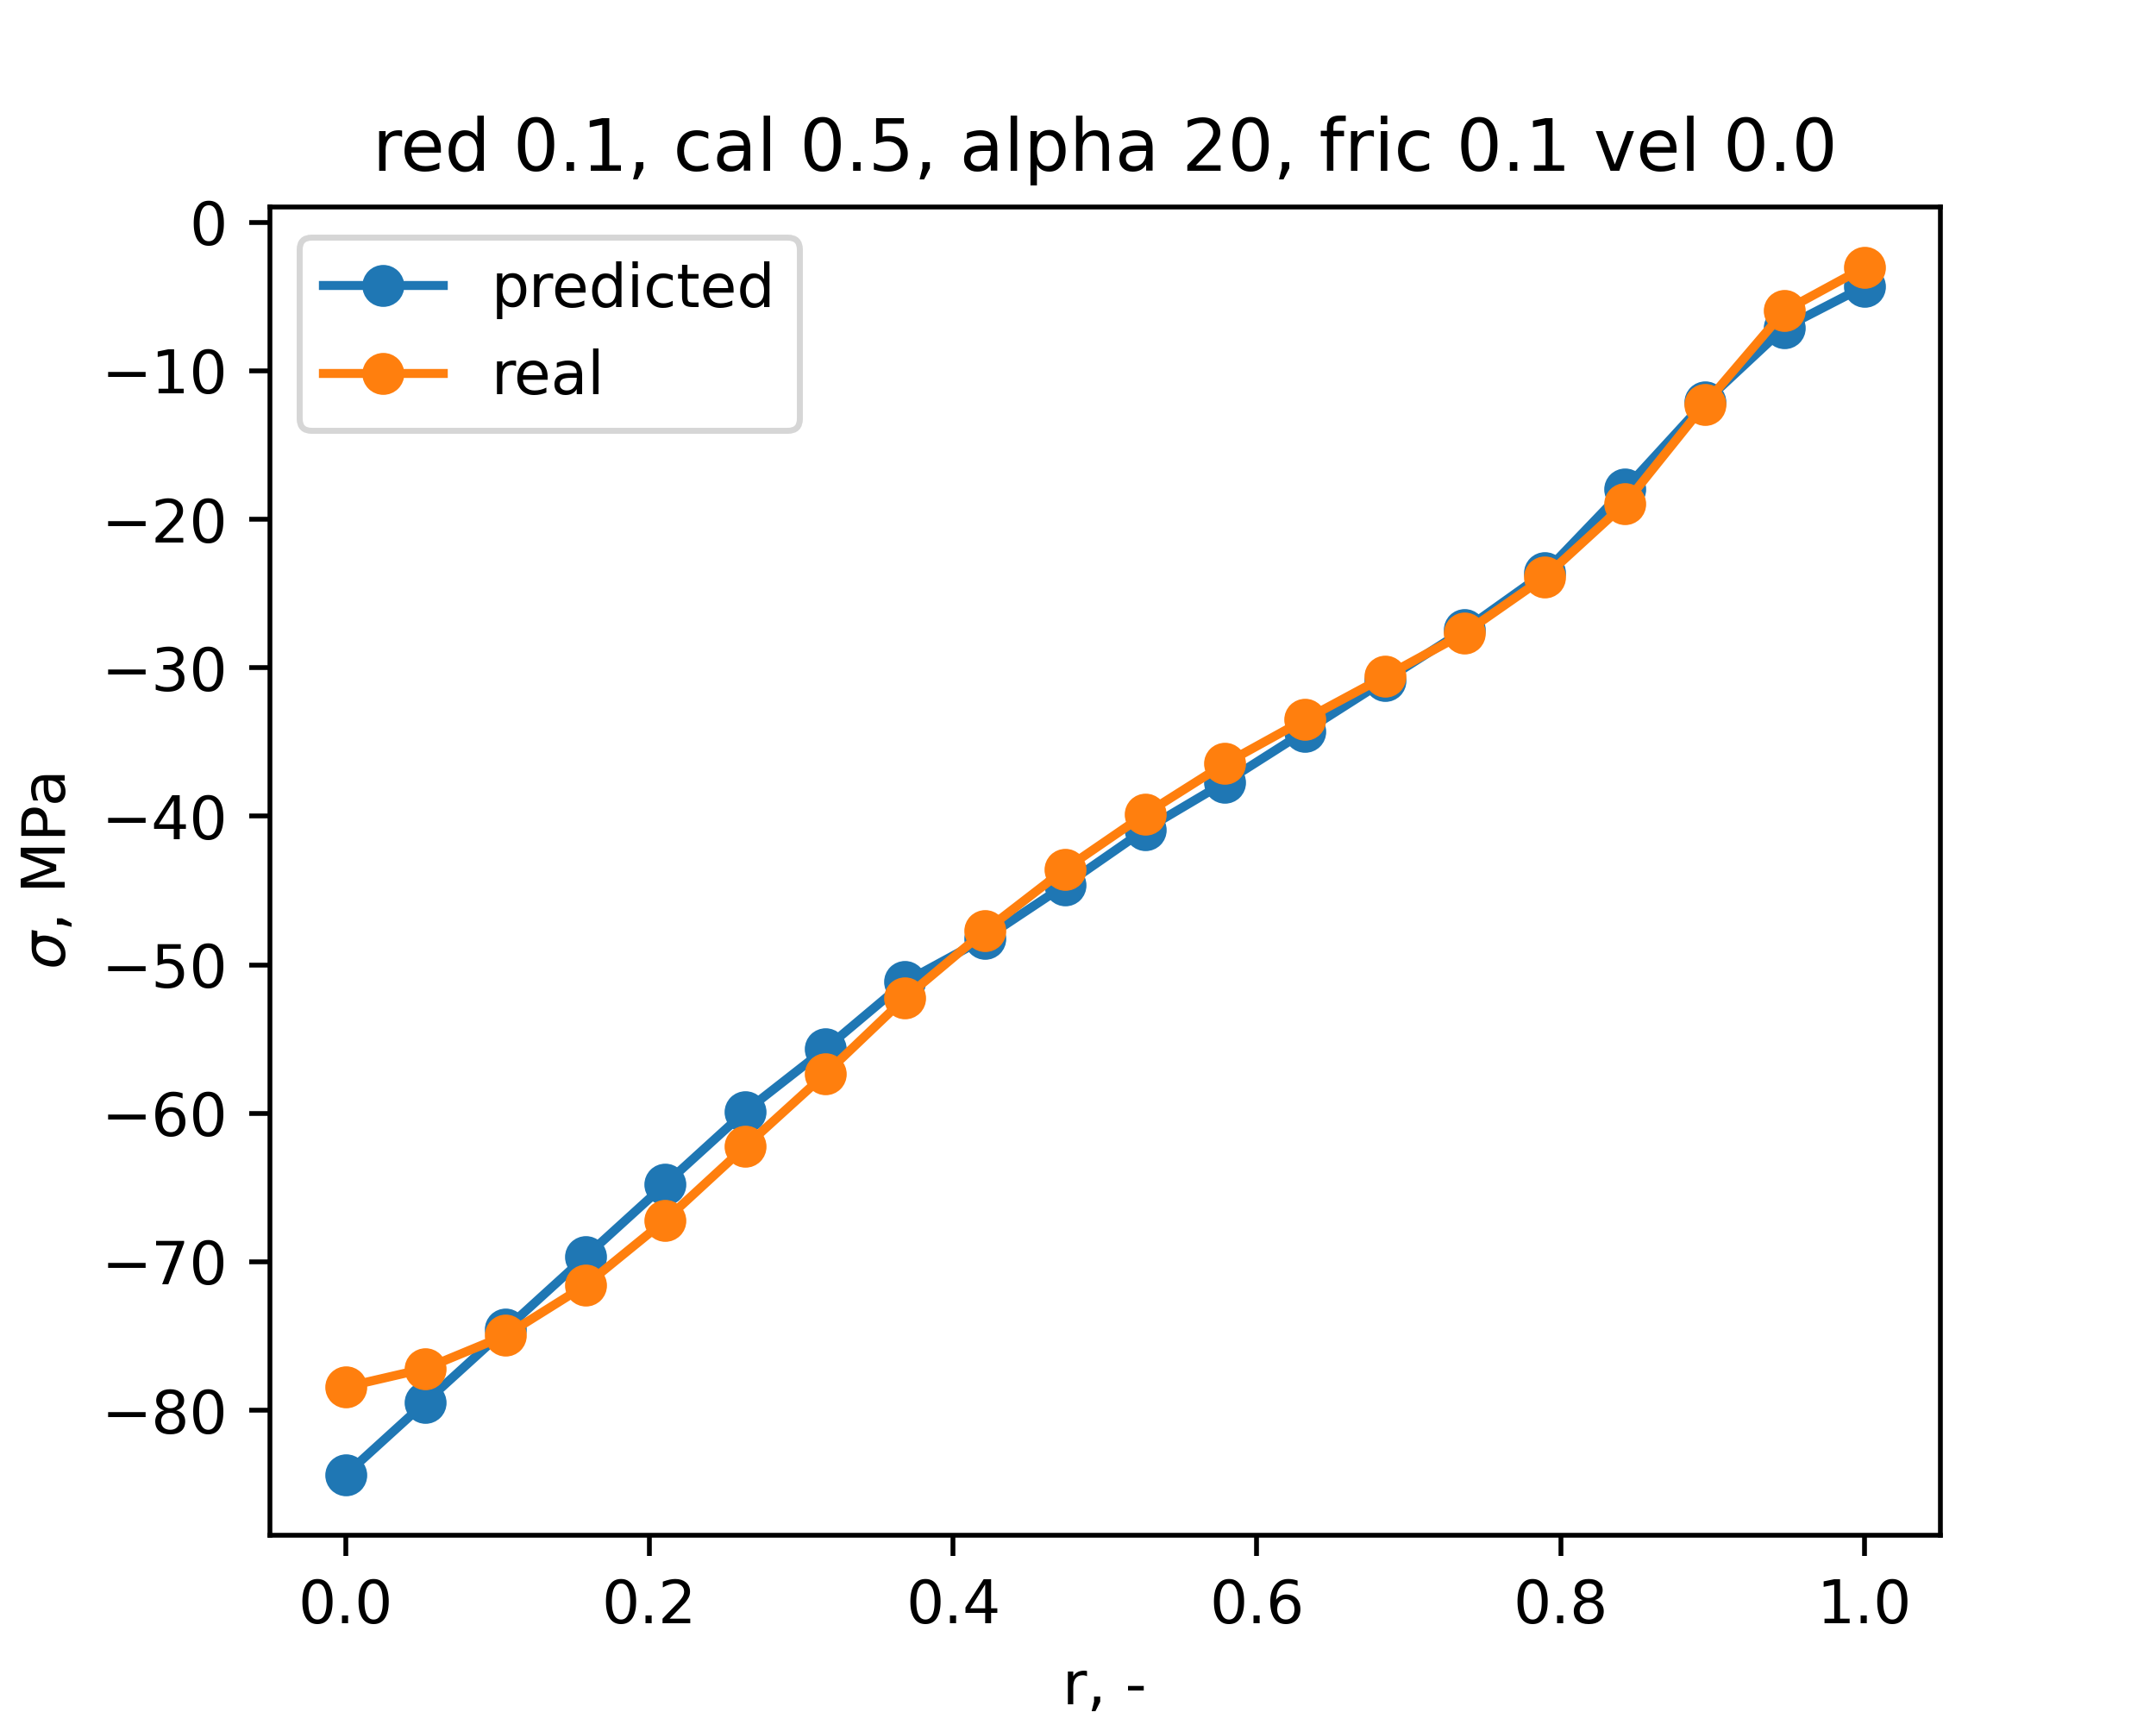 red 0.1, cal 0.5, alpha 20, fric 0.1 vel 0.0
predicted
real
0
−10
−20
−30
−40
−50
−60
−70
−80
σ, MPa
0.0 0.2 0.4 0.6 0.8 1.0
r, -